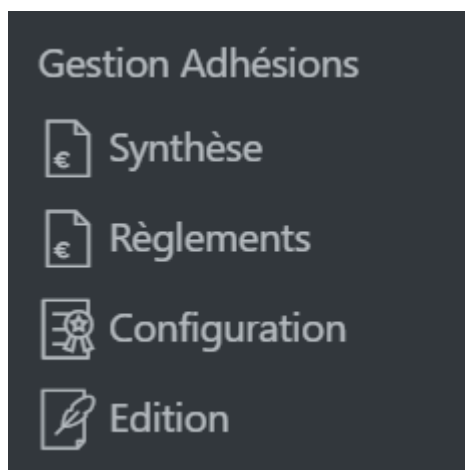 Gestion Adhésions
€ Synthèse
€ Règlements
Configuration
Edition